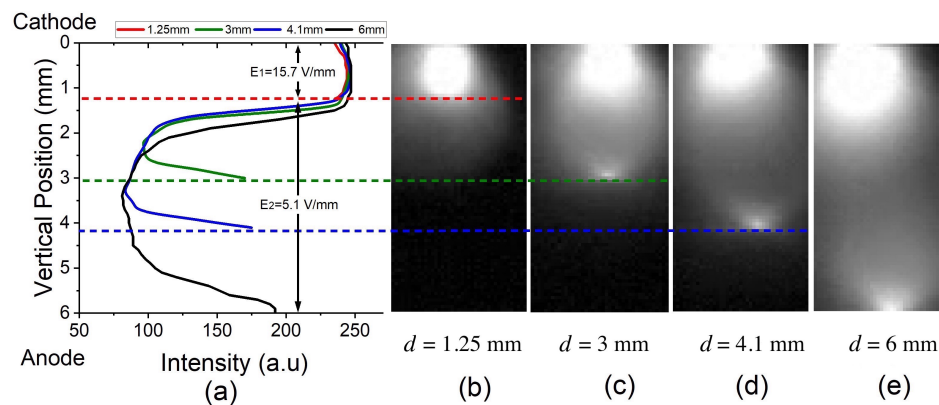 Cathode
1.25mm 3mm 4.1mm 6mm
0
1
2
3
4
5
6
Vertical Position (mm)
E1=15.7 V/mm
E2=5.1 V/mm
50 100 150 200 250
Anode
Intensity (a.u)
(a)
d = 1.25 mm d = 3 mm d = 4.1 mm d = 6 mm
(b) (c) (d) (e)